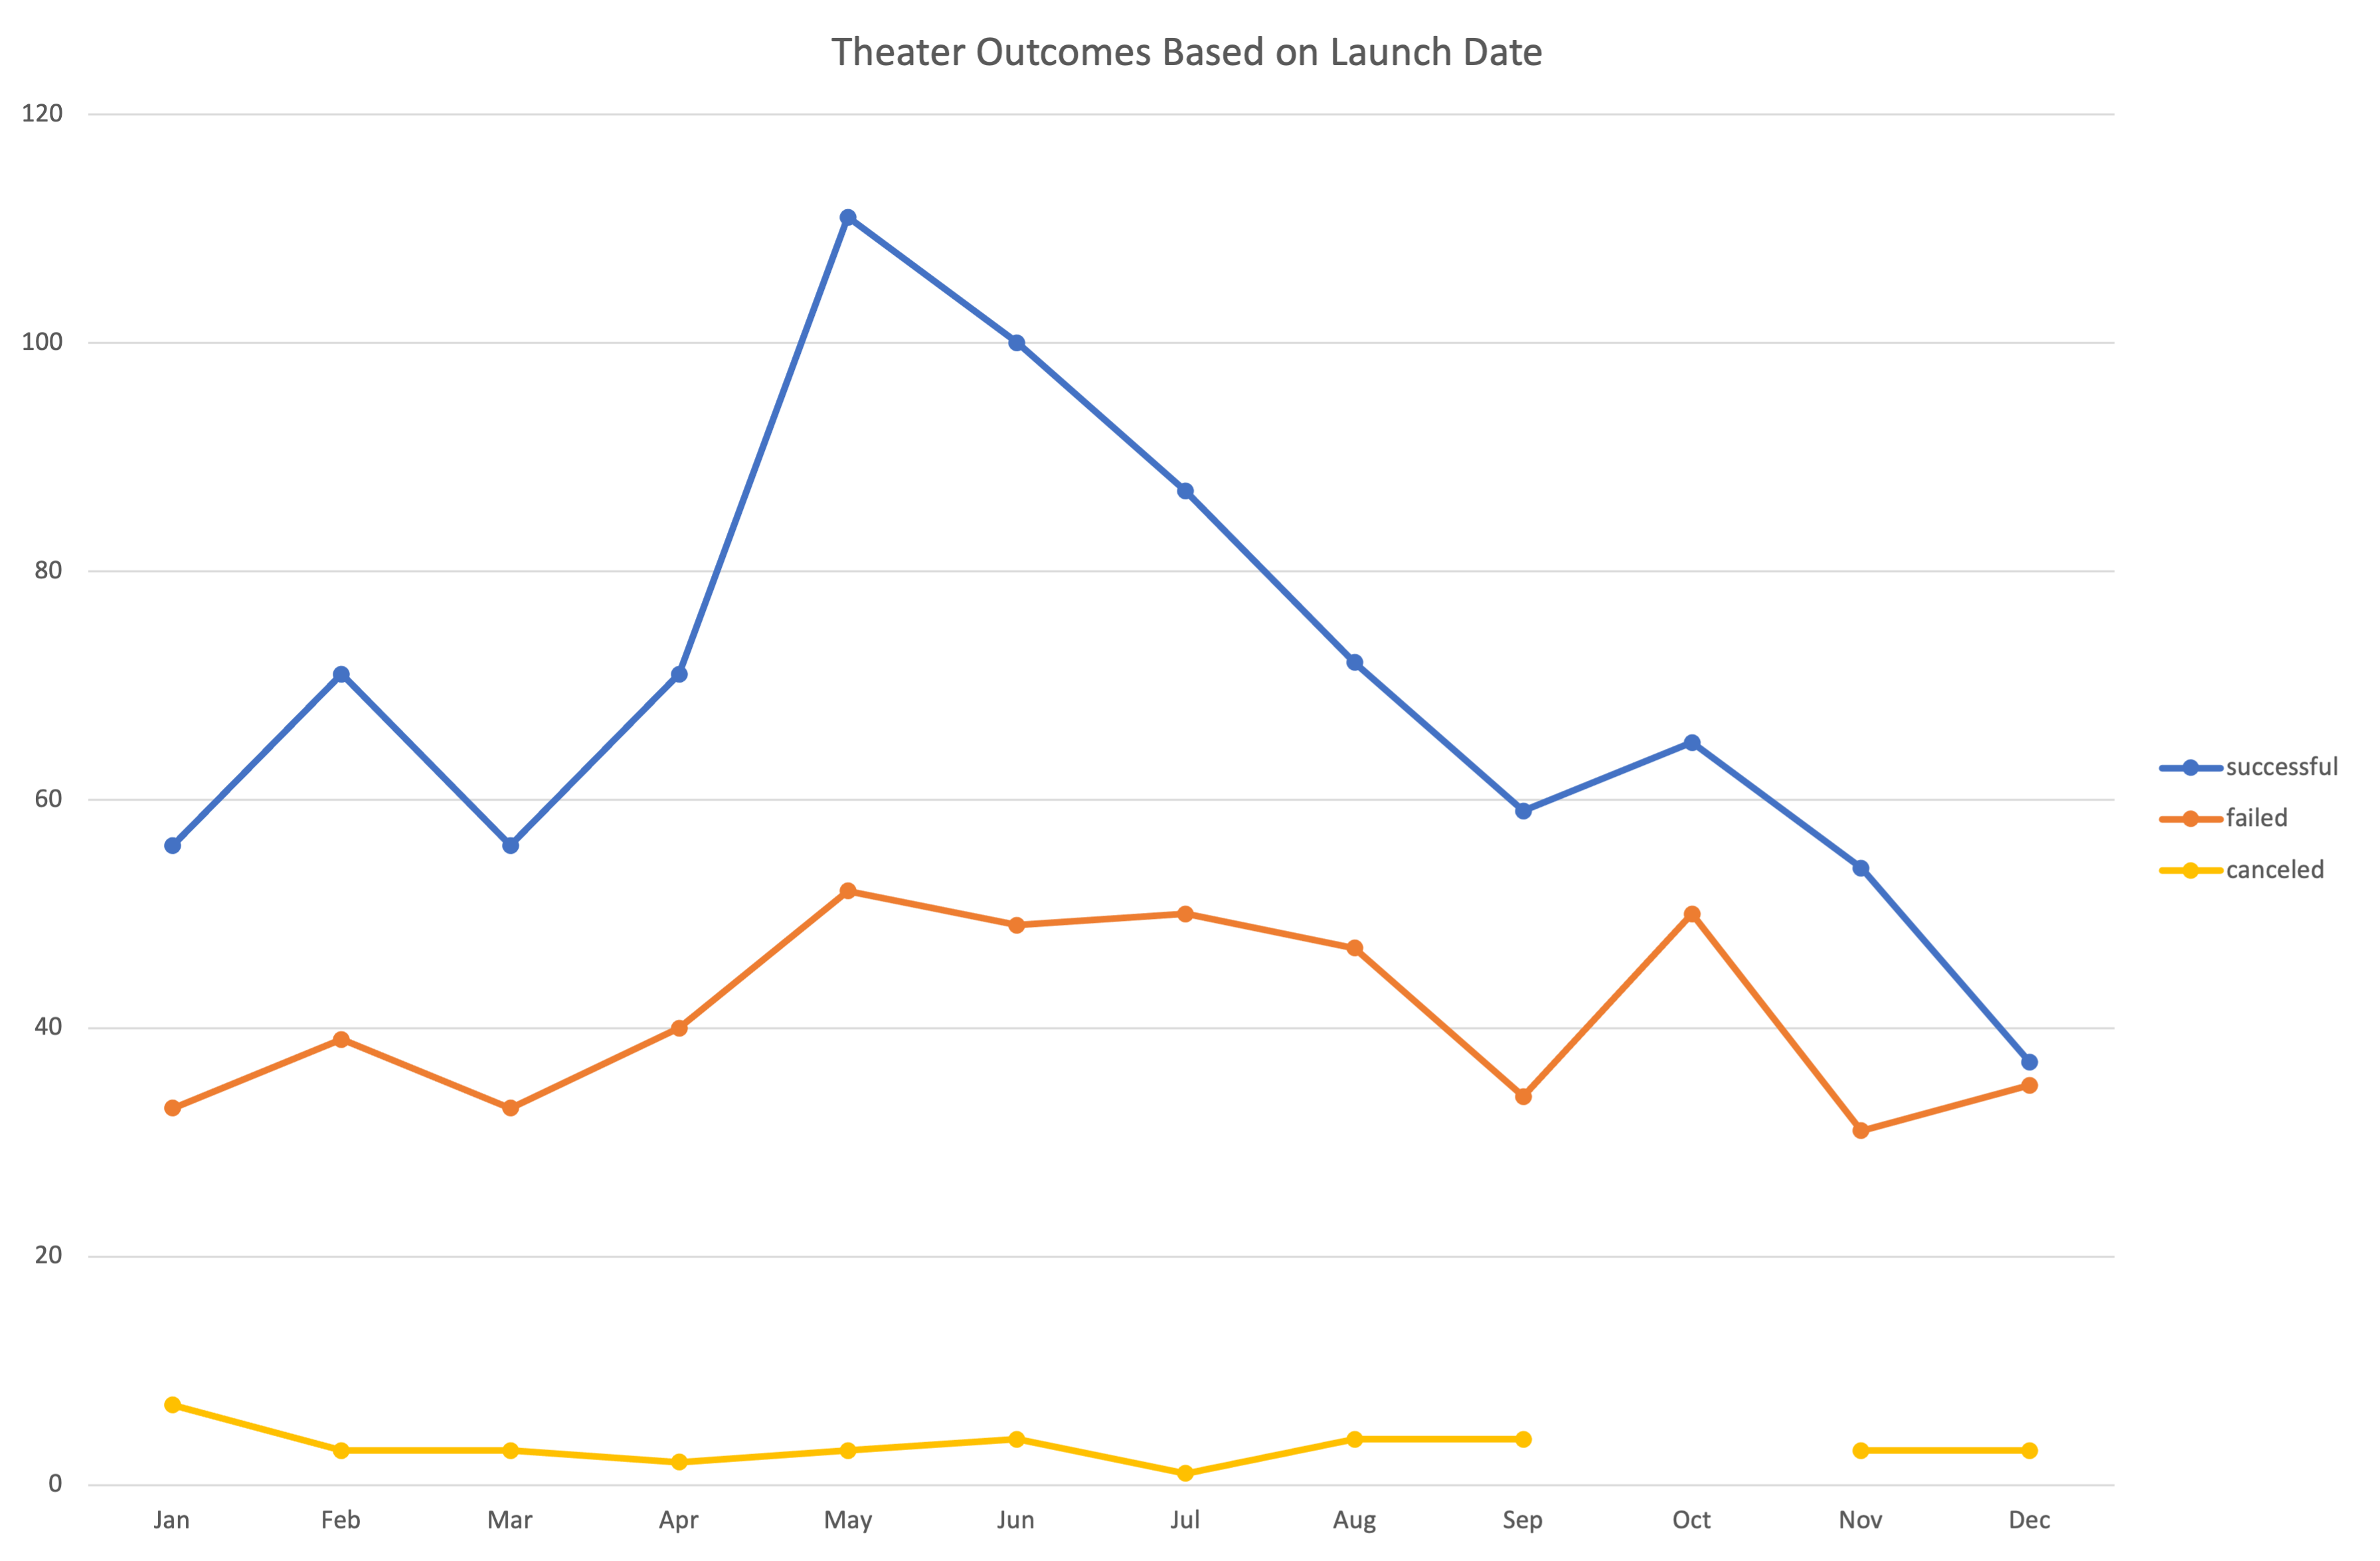 Theater Outcomes Based on Launch Date
120
100
80
60
40
20
0
Jan Feb Mar Apr May Jun Jul Aug Sep Oct Nov Dec
successful
failed
canceled